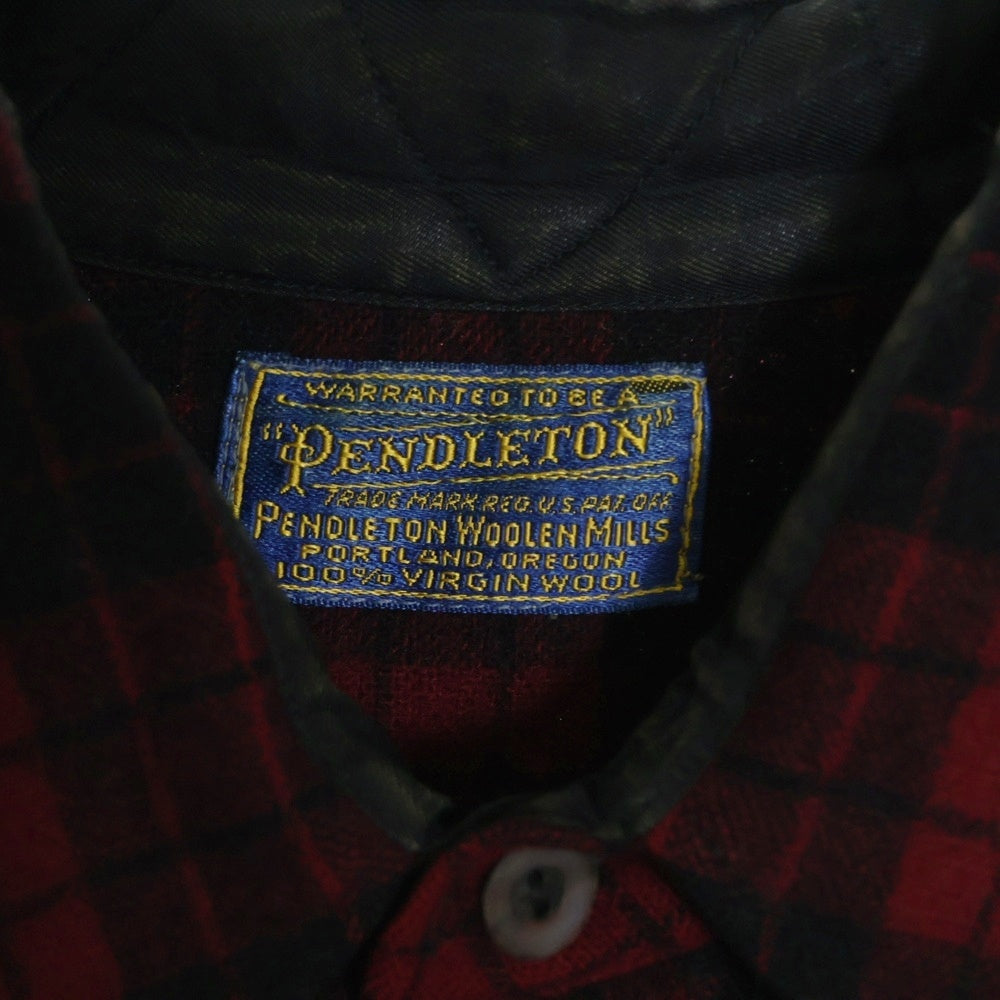 WARRANTED TO BE A
"PENDLETON"
TRADE MARK REG. U.S. PAT. OFF.
PENDLETON WOOLEN MILLS
PORTLAND, OREGON
100% VIRGIN WOOL